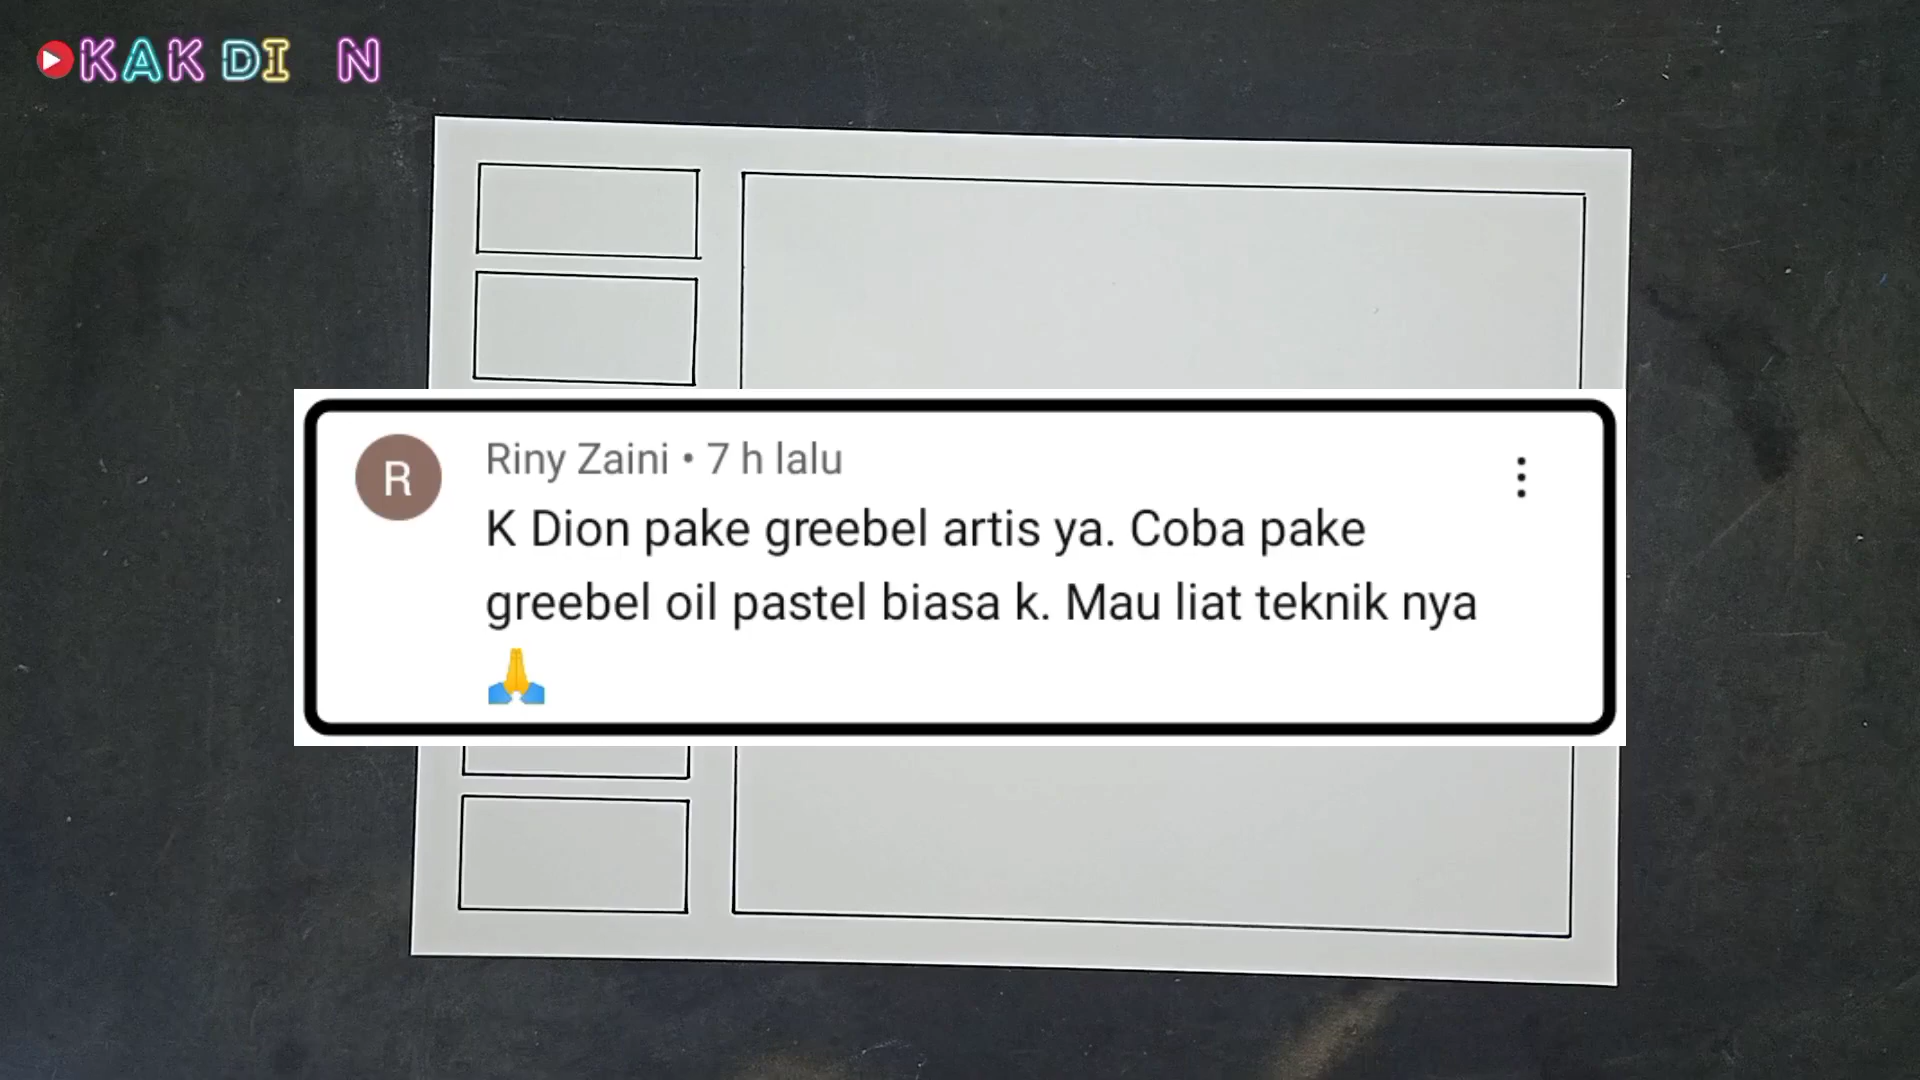 KAK DI N
R
Riny Zaini • 7 h lalu
K Dion pake greebel artis ya. Coba pake
greebel oil pastel biasa k. Mau liat teknik nya
🙏